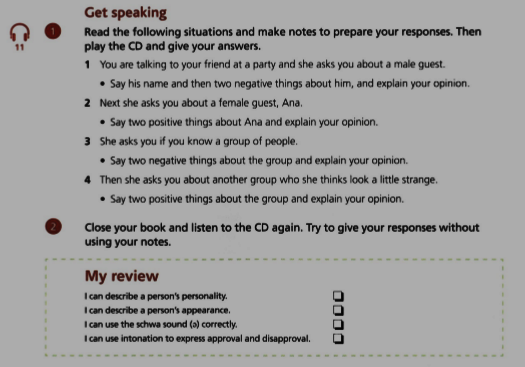 Get speaking
1
Read the following situations and make notes to prepare your responses. Then
play the CD and give your answers.
11
1 You are talking to your friend at a party and she asks you about a male guest.
• Say his name and then two negative things about him, and explain your opinion.
2 Next she asks you about a female guest, Ana.
• Say two positive things about Ana and explain your opinion.
3 She asks you if you know a group of people.
• Say two negative things about the group and explain your opinion.
4 Then she asks you about another group who she thinks look a little strange.
• Say two positive things about the group and explain your opinion.
2
Close your book and listen to the CD again. Try to give your responses without
using your notes.
My review
I can describe a person's personality.
I can describe a person's appearance.
I can use the schwa sound (ə) correctly.
I can use intonation to express approval and disapproval.